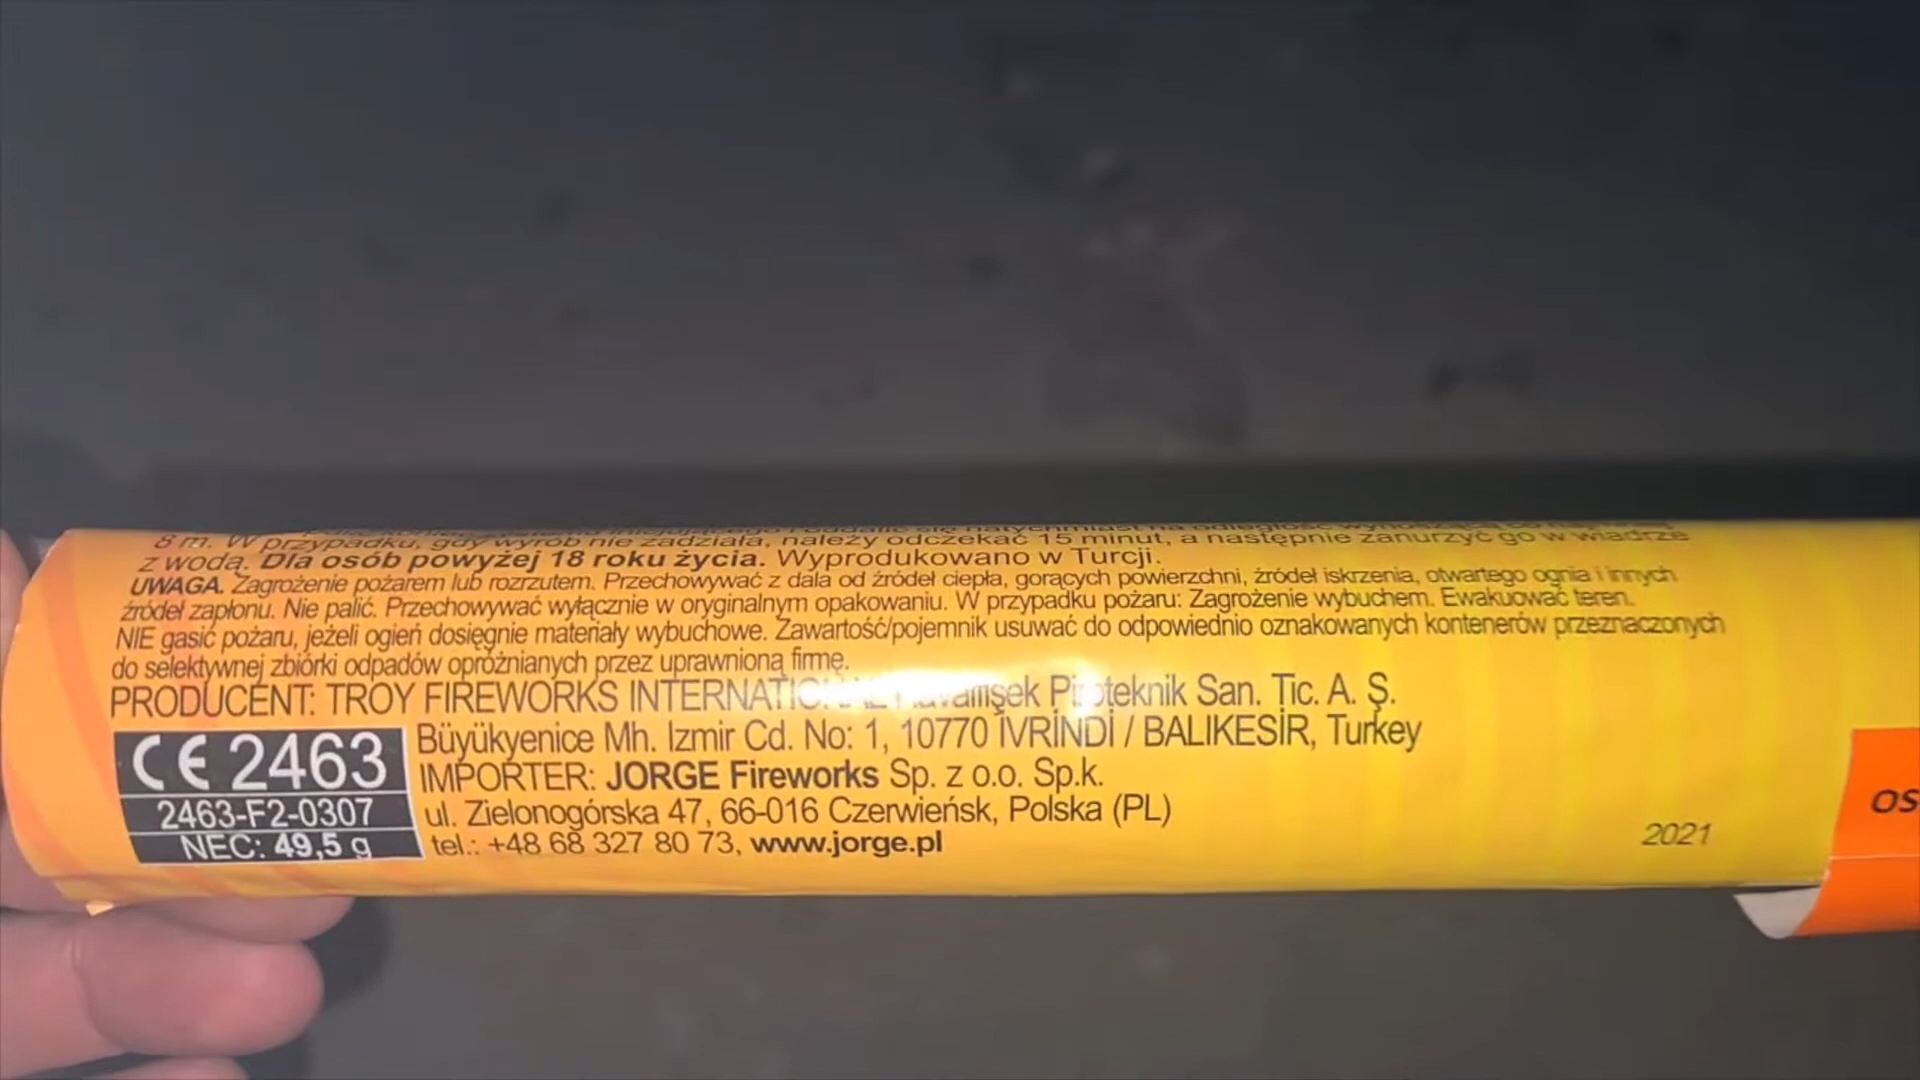 8 m. W przypadku, gdy wyrób nie zadziała, należy odczekać 15 minut, a następnie zanurzyć go w wiadrze
z wodą. Dla osób powyżej 18 roku życia. Wyprodukowano w Turcji.
UWAGA. Zagrożenie pożarem lub rozrzutem. Przechowywać z dala od źródeł ciepła, gorących powierzchni, źródeł iskrzenia, otwartego ognia i innych
źródeł zapłonu. Nie palić. Przechowywać wyłącznie w oryginalnym opakowaniu. W przypadku pożaru: Zagrożenie wybuchem. Ewakuować teren.
NIE gasić pożaru, jeżeli ogień dosięgnie materiały wybuchowe. Zawartość/pojemnik usuwać do odpowiednio oznakowanych kontenerów przeznaczonych
do selektywnej zbiórki odpadów opróżnianych przez uprawnioną firmę.
PRODUCENT: TROY FIREWORKS Piroteknik San. Tic. A. Ş.
Büyükyenice Mh. Izmir Cd. No: 1, 10770 İVRİNDİ / BALIKESİR, Turkey
IMPORTER: JORGE Fireworks Sp. z o.o. Sp.k.
ul. Zielonogórska 47, 66-016 Czerwieńsk, Polska (PL)
tel.: +48 68 327 80 73, www.jorge.pl
CE 2463
2463-F2-0307
NEC: 49,5 g
2021
OS